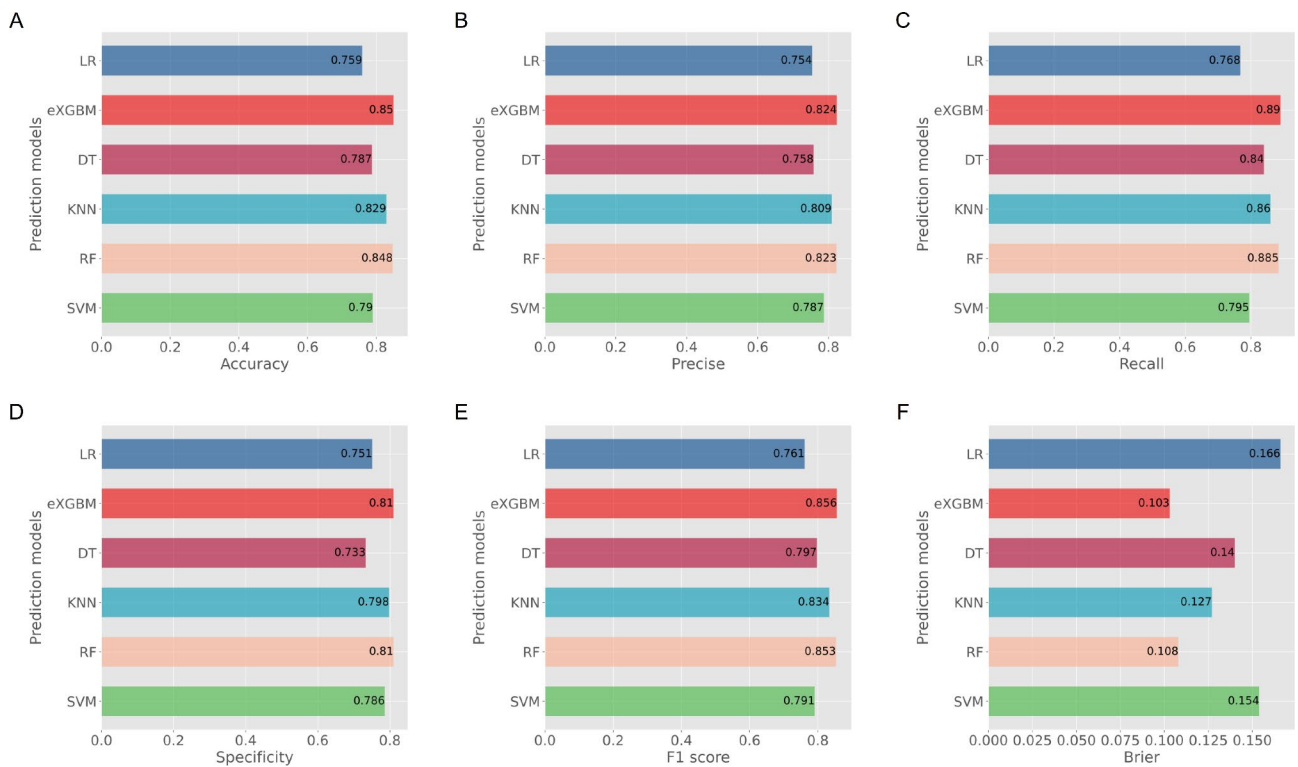 A
Prediction models
LR
0.759
eXGBM
0.85
DT
0.787
KNN
0.829
RF
0.848
SVM
0.79
0.0 0.2 0.4 0.6 0.8
Accuracy
B
Prediction models
LR
0.754
eXGBM
0.824
DT
0.758
KNN
0.809
RF
0.823
SVM
0.787
0.0 0.2 0.4 0.6 0.8
Precise
C
Prediction models
LR
0.768
eXGBM
0.89
DT
0.84
KNN
0.86
RF
0.885
SVM
0.795
0.0 0.2 0.4 0.6 0.8
Recall
D
Prediction models
LR
0.751
eXGBM
0.81
DT
0.733
KNN
0.798
RF
0.81
SVM
0.786
0.0 0.2 0.4 0.6 0.8
Specificity
E
Prediction models
LR
0.761
eXGBM
0.856
DT
0.797
KNN
0.834
RF
0.853
SVM
0.791
0.0 0.2 0.4 0.6 0.8
F1 score
F
Prediction models
LR
0.166
eXGBM
0.103
DT
0.14
KNN
0.127
RF
0.108
SVM
0.154
0.000 0.025 0.050 0.075 0.100 0.125 0.150
Brier